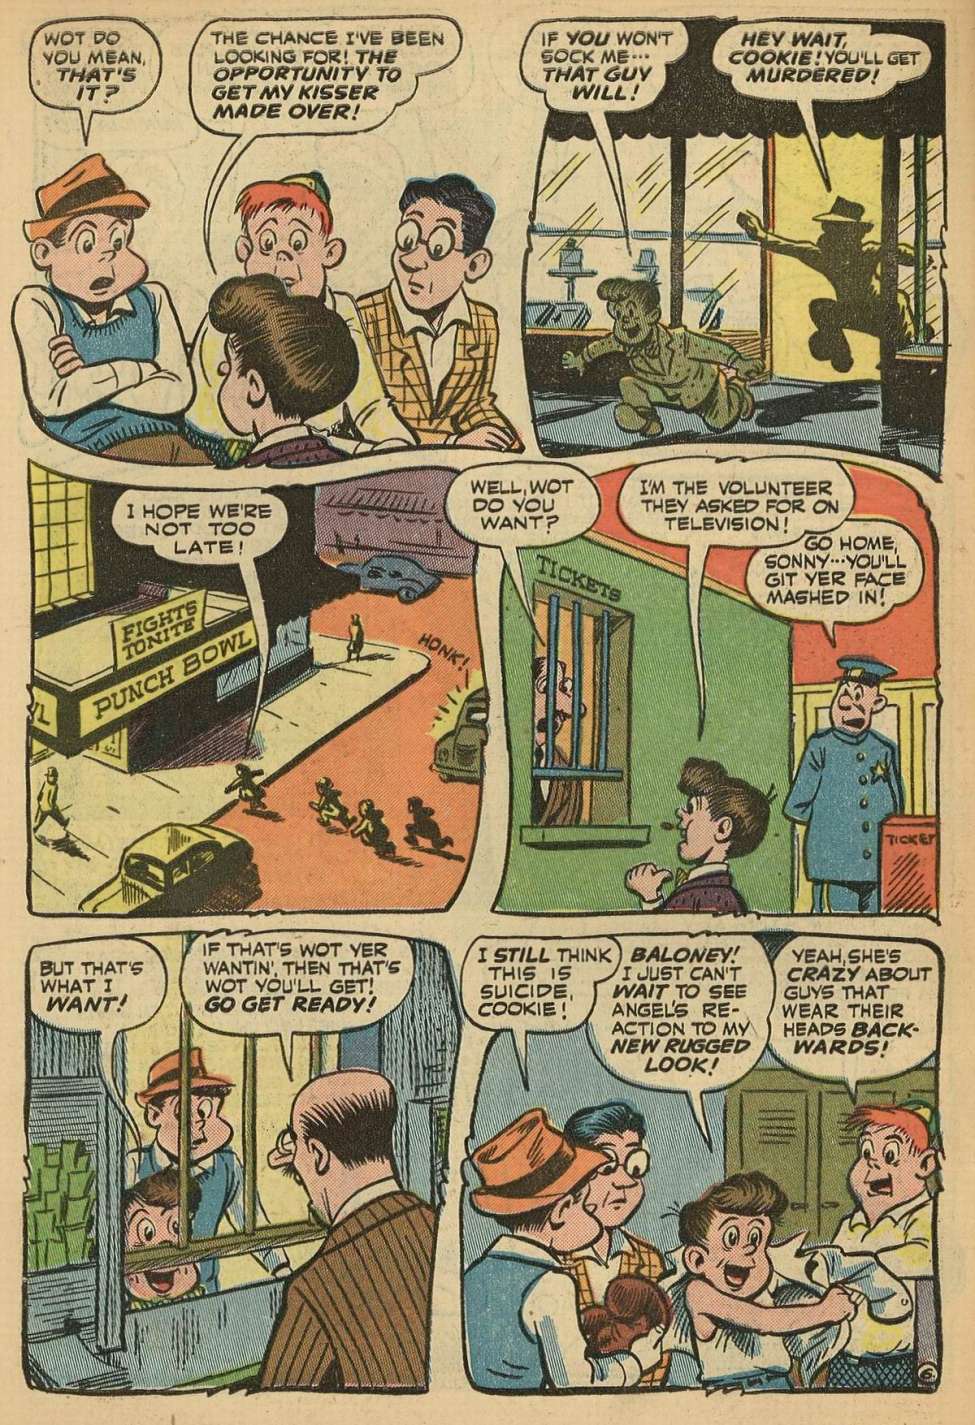 WOT DO
YOU MEAN,
THAT'S
IT?
THE CHANCE I'VE BEEN
LOOKING FOR! THE
OPPORTUNITY TO
GET MY KISSER
MADE OVER!
IF YOU WON'T
SOCK ME---
THAT GUY
WILL!
HEY WAIT,
COOKIE! YOU'LL GET
MURDERED!
I HOPE WE'RE
NOT TOO
LATE!
FIGHTS
TONITE
PUNCH BOWL
WL
HONK!
WELL, WOT
DO YOU
WANT?
I'M THE VOLUNTEER
THEY ASKED FOR ON
TELEVISION!
GO HOME,
SONNY---YOU'LL
GIT YER FACE
MASHED IN!
TICKETS
TICKET
BUT THAT'S
WHAT I
WANT!
IF THAT'S WOT YER
WANTIN', THEN THAT'S
WOT YOU'LL GET!
GO GET READY!
I STILL THINK
THIS IS
SUICIDE,
COOKIE!
BALONEY!
I JUST CAN'T
WAIT TO SEE
ANGEL'S RE-
ACTION TO MY
NEW RUGGED
LOOK!
YEAH, SHE'S
CRAZY ABOUT
GUYS THAT
WEAR THEIR
HEADS BACK-
WARDS!
6